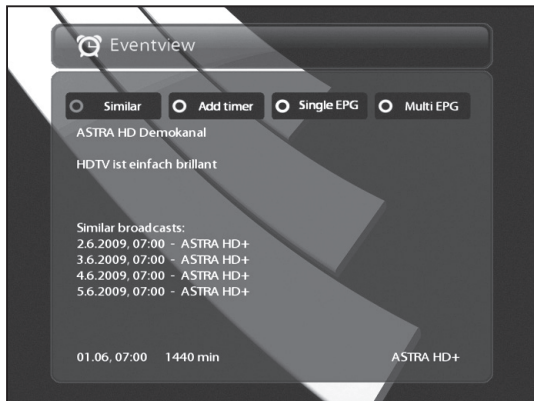 Eventview
Similar Add timer Single EPG Multi EPG
ASTRA HD Demokanal
HDTV ist einfach brillant
Similar broadcasts:
2.6.2009, 07:00 - ASTRA HD+
3.6.2009, 07:00 - ASTRA HD+
4.6.2009, 07:00 - ASTRA HD+
5.6.2009, 07:00 - ASTRA HD+
01.06, 07:00 1440 min ASTRA HD+